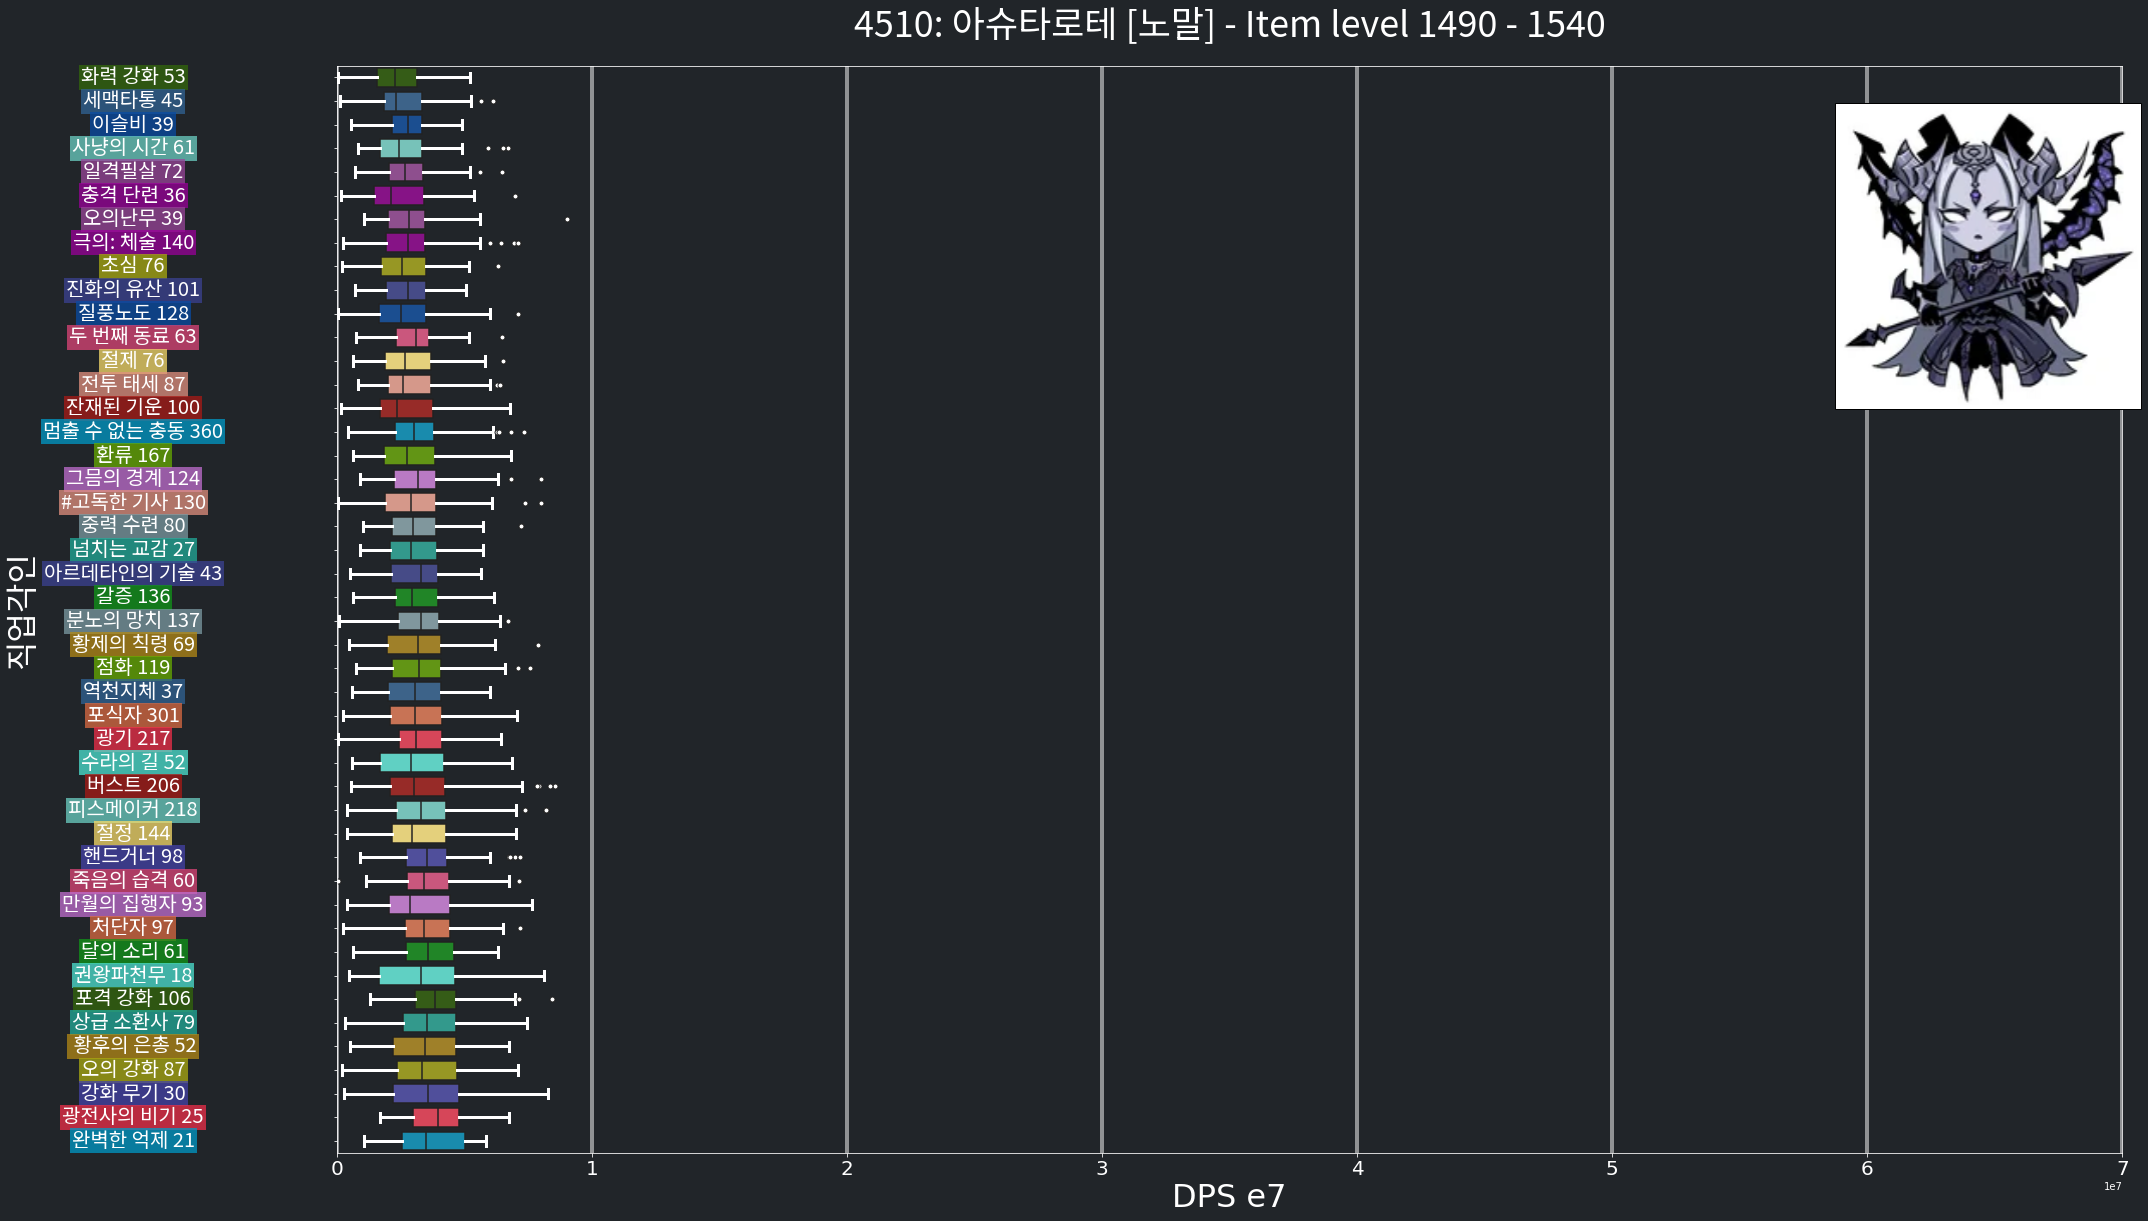 4510: 아슈타로테 [노말] - Item level 1490 - 1540
화력 강화 53
세맥타통 45
이슬비 39
사냥의 시간 61
일격필살 72
충격 단련 36
오의난무 39
극의: 체술 140
초심 76
진화의 유산 101
질풍노도 128
두 번째 동료 63
절제 76
전투 태세 87
잔재된 기운 100
멈출 수 없는 충동 360
환류 167
그믐의 경계 124
#고독한 기사 130
중력 수련 80
넘치는 교감 27
아르데타인의 기술 43
갈증 136
분노의 망치 137
황제의 칙령 69
점화 119
역천지체 37
포식자 301
광기 217
수라의 길 52
버스트 206
피스메이커 218
절정 144
핸드거너 98
죽음의 습격 60
만월의 집행자 93
처단자 97
달의 소리 61
권왕파천무 18
포격 강화 106
상급 소환사 79
황후의 은총 52
오의 강화 87
강화 무기 30
광전사의 비기 25
완벽한 억제 21
직업각인
0 1 2 3 4 5 6 7
1e7
DPS e7